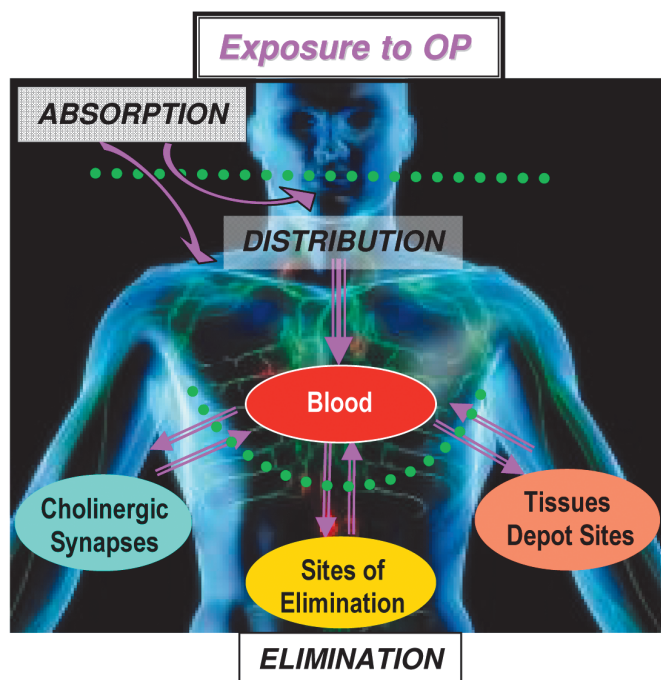 Exposure to OP
ABSORPTION
DISTRIBUTION
Blood
Cholinergic
Synapses
Tissues
Depot Sites
Sites of
Elimination
ELIMINATION